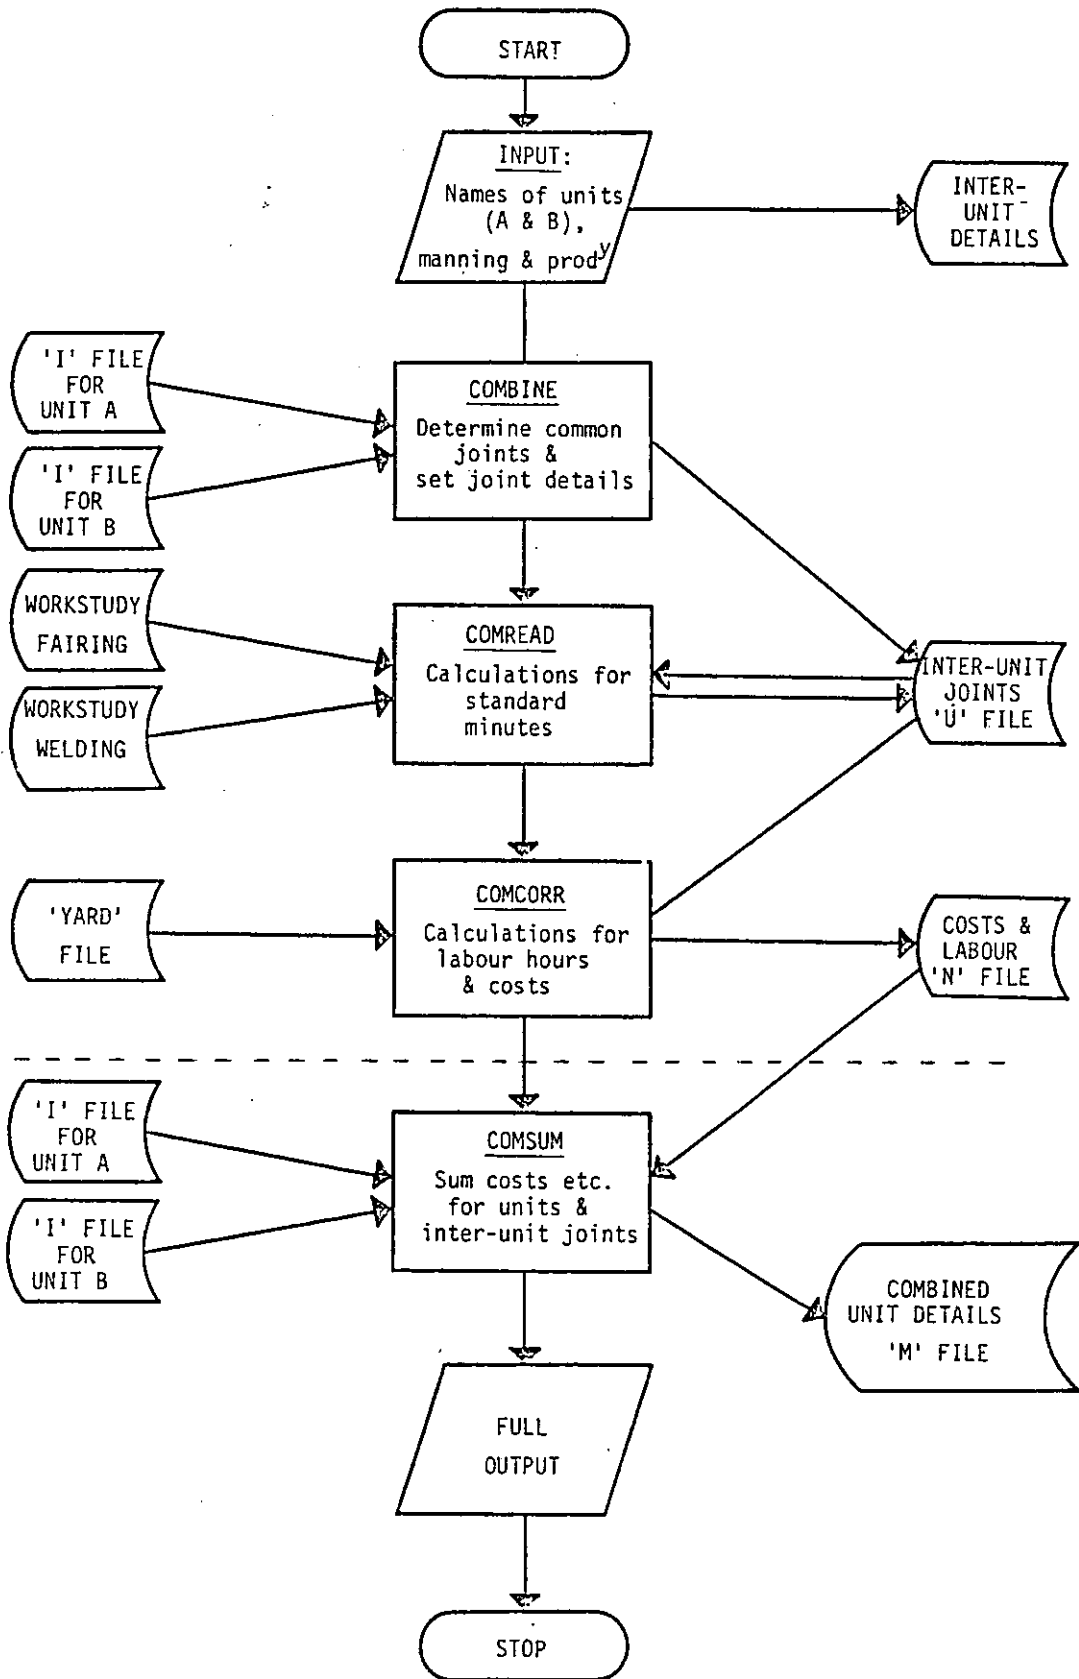 START
INPUT:
Names of units
(A & B),
manning & prody
INTER-
UNIT
DETAILS
'I' FILE
FOR
UNIT A
'I' FILE
FOR
UNIT B
COMBINE
Determine common
joints &
set joint details
WORKSTUDY
FAIRING
WORKSTUDY
WELDING
COMREAD
Calculations for
standard
minutes
INTER-UNIT
JOINTS
'U' FILE
'YARD'
FILE
COMCORR
Calculations for
labour hours
& costs
COSTS &
LABOUR
'N' FILE
'I' FILE
FOR
UNIT A
'I' FILE
FOR
UNIT B
COMSUM
Sum costs etc.
for units &
inter-unit joints
COMBINED
UNIT DETAILS
'M' FILE
FULL
OUTPUT
STOP